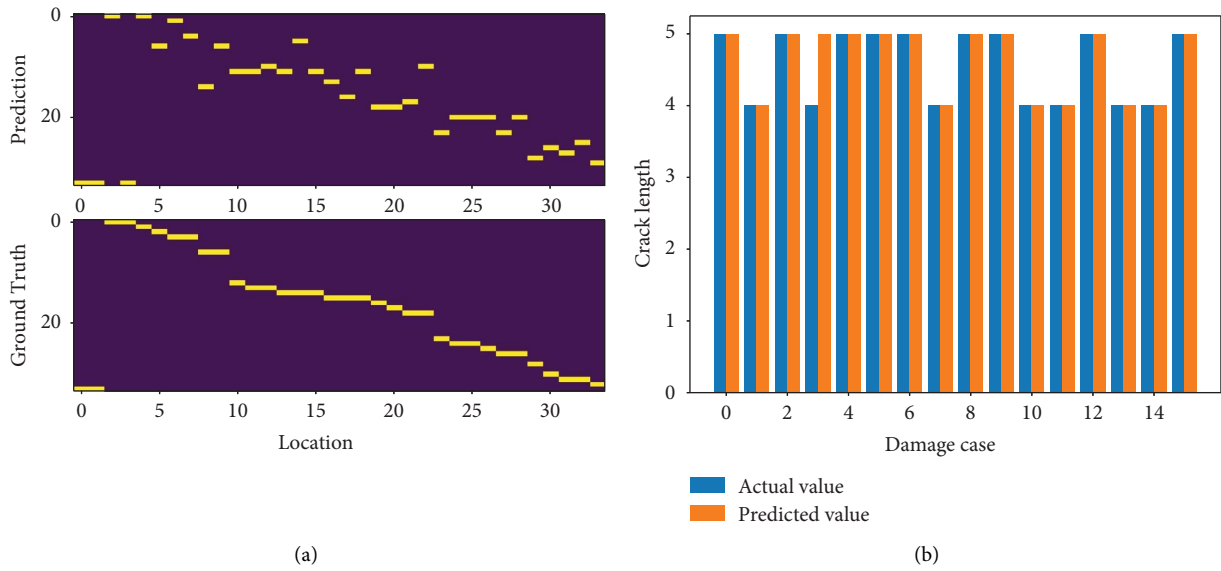 0
20
Prediction
0 5 10 15 20 25 30
0
20
Ground Truth
0 5 10 15 20 25 30
Location
(a)
5
4
3
2
1
0
Crack length
0 2 4 6 8 10 12 14
Damage case
Actual value
Predicted value
(b)